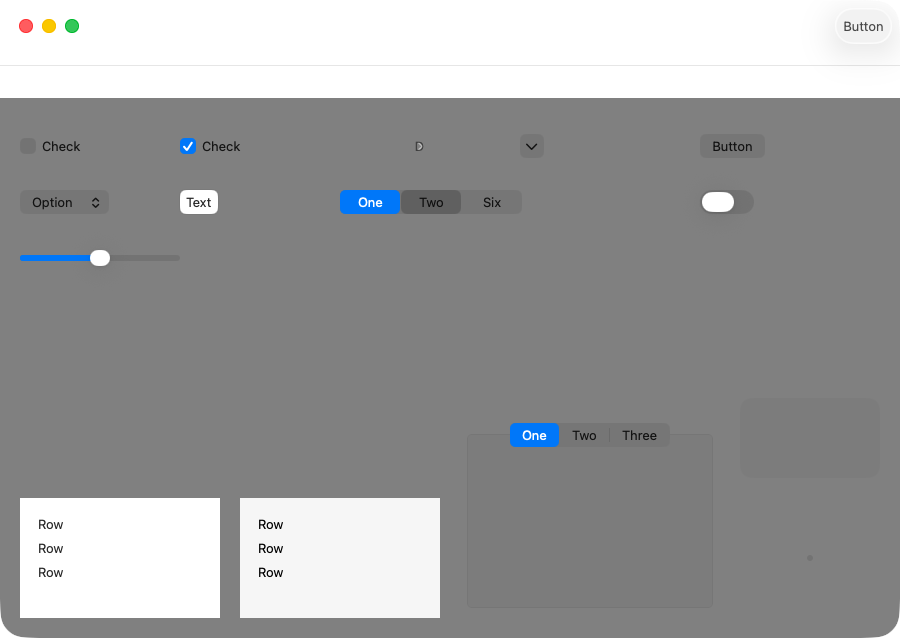 Button
Check
Check
Button
Option
Text
One
Two
Six
One
Two
Three
Row
Row
Row
Row
Row
Row